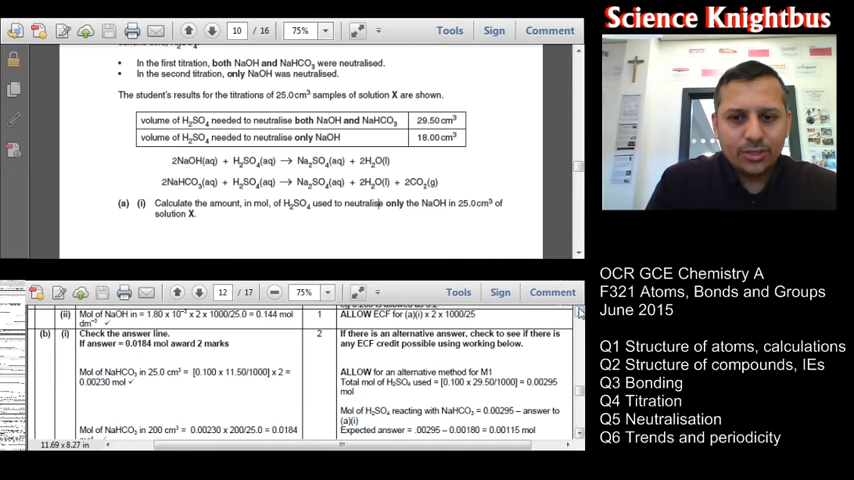 Science Knightbus
10 / 16
75%
Tools
Sign
Comment
In the first titration, both NaOH and NaHCO3 were neutralised.
In the second titration, only NaOH was neutralised.
The student's results for the titrations of 25.0 cm³ samples of solution X are shown.
volume of H2SO4 needed to neutralise both NaOH and NaHCO3 29.50 cm³
volume of H2SO4 needed to neutralise only NaOH 18.00 cm³
2NaOH(aq) + H2SO4(aq) → Na2SO4(aq) + 2H2O(l)
2NaHCO3(aq) + H2SO4(aq) → Na2SO4(aq) + 2H2O(l) + 2CO2(g)
(a) (i) Calculate the amount, in mol, of H2SO4 used to neutralise only the NaOH in 25.0 cm³ of
solution X.
12 / 17
75%
Tools
Sign
Comment
(ii) Mol of NaOH in = 1.80 x 10⁻³ x 2 x 1000/25.0 = 0.144 mol
dm⁻³ ✓
1
ALLOW ECF for (a)(i) x 2 x 1000/25
(b) (i) Check the answer line.
If answer = 0.0184 mol award 2 marks
Mol of NaHCO3 in 25.0 cm³ = [0.100 x 11.50/1000] x 2 =
0.00230 mol ✓
Mol of NaHCO3 in 200 cm³ = 0.00230 x 200/25.0 = 0.0184
2
If there is an alternative answer, check to see if there is
any ECF credit possible using working below.
ALLOW for an alternative method for M1
Total mol of H2SO4 used = [0.100 x 29.50/1000] = 0.00295
mol
Mol of H2SO4 reacting with NaHCO3 = 0.00295 – answer to
(a)(i)
Expected answer = .00295 – 0.00180 = 0.00115 mol
11.69 x 8.27 in
OCR GCE Chemistry A
F321 Atoms, Bonds and Groups
June 2015
Q1 Structure of atoms, calculations
Q2 Structure of compounds, IEs
Q3 Bonding
Q4 Titration
Q5 Neutralisation
Q6 Trends and periodicity